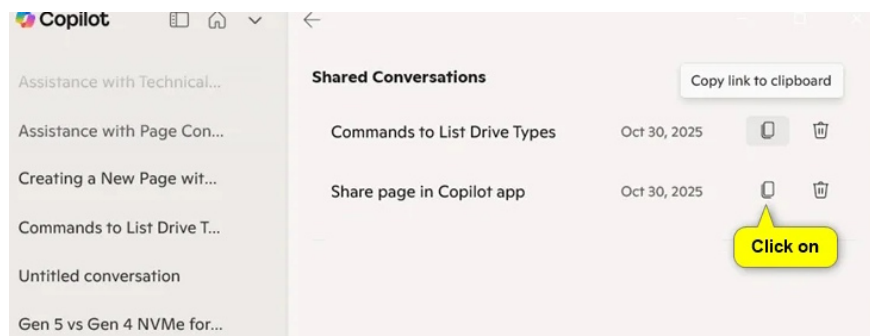 Copilot
Assistance with Technical...
Assistance with Page Con...
Creating a New Page wit...
Commands to List Drive T...
Untitled conversation
Gen 5 vs Gen 4 NVMe for...
Shared Conversations
Copy link to clipboard
Commands to List Drive Types Oct 30, 2025
Share page in Copilot app Oct 30, 2025
Click on